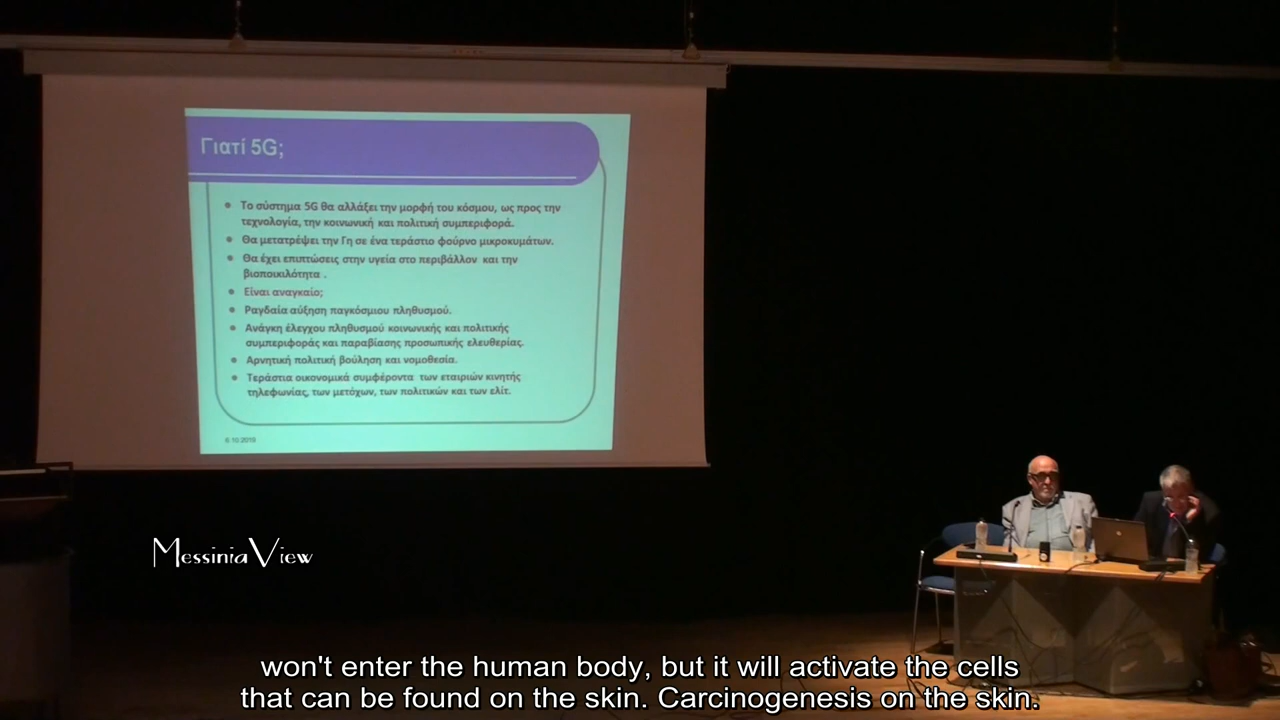 Γιατί 5G;
Το σύστημα 5G θα αλλάξει την μορφή του κόσμου, ως προς την
τεχνολογία, την κοινωνική και πολιτική συμπεριφορά.
Θα μετατρέψει την Γη σε ένα τεράστιο φούρνο μικροκυμάτων.
Θα έχει επιπτώσεις στην υγεία στο περιβάλλον και την
βιοποικιλότητα .
Είναι αναγκαίο;
Ραγδαία αύξηση παγκόσμιου πληθυσμού.
Ανάγκη έλεγχου πληθυσμού κοινωνικής και πολιτικής
συμπεριφοράς και παραβίασης προσωπικής ελευθερίας.
Αρνητική πολιτική βούληση και νομοθεσία.
Τεράστια οικονομικά συμφέροντα των εταιριών κινητής
τηλεφωνίας, των μετόχων, των πολιτικών και των ελίτ.
MessiniaView
won't enter the human body, but it will activate the cells
that can be found on the skin. Carcinogenesis on the skin.